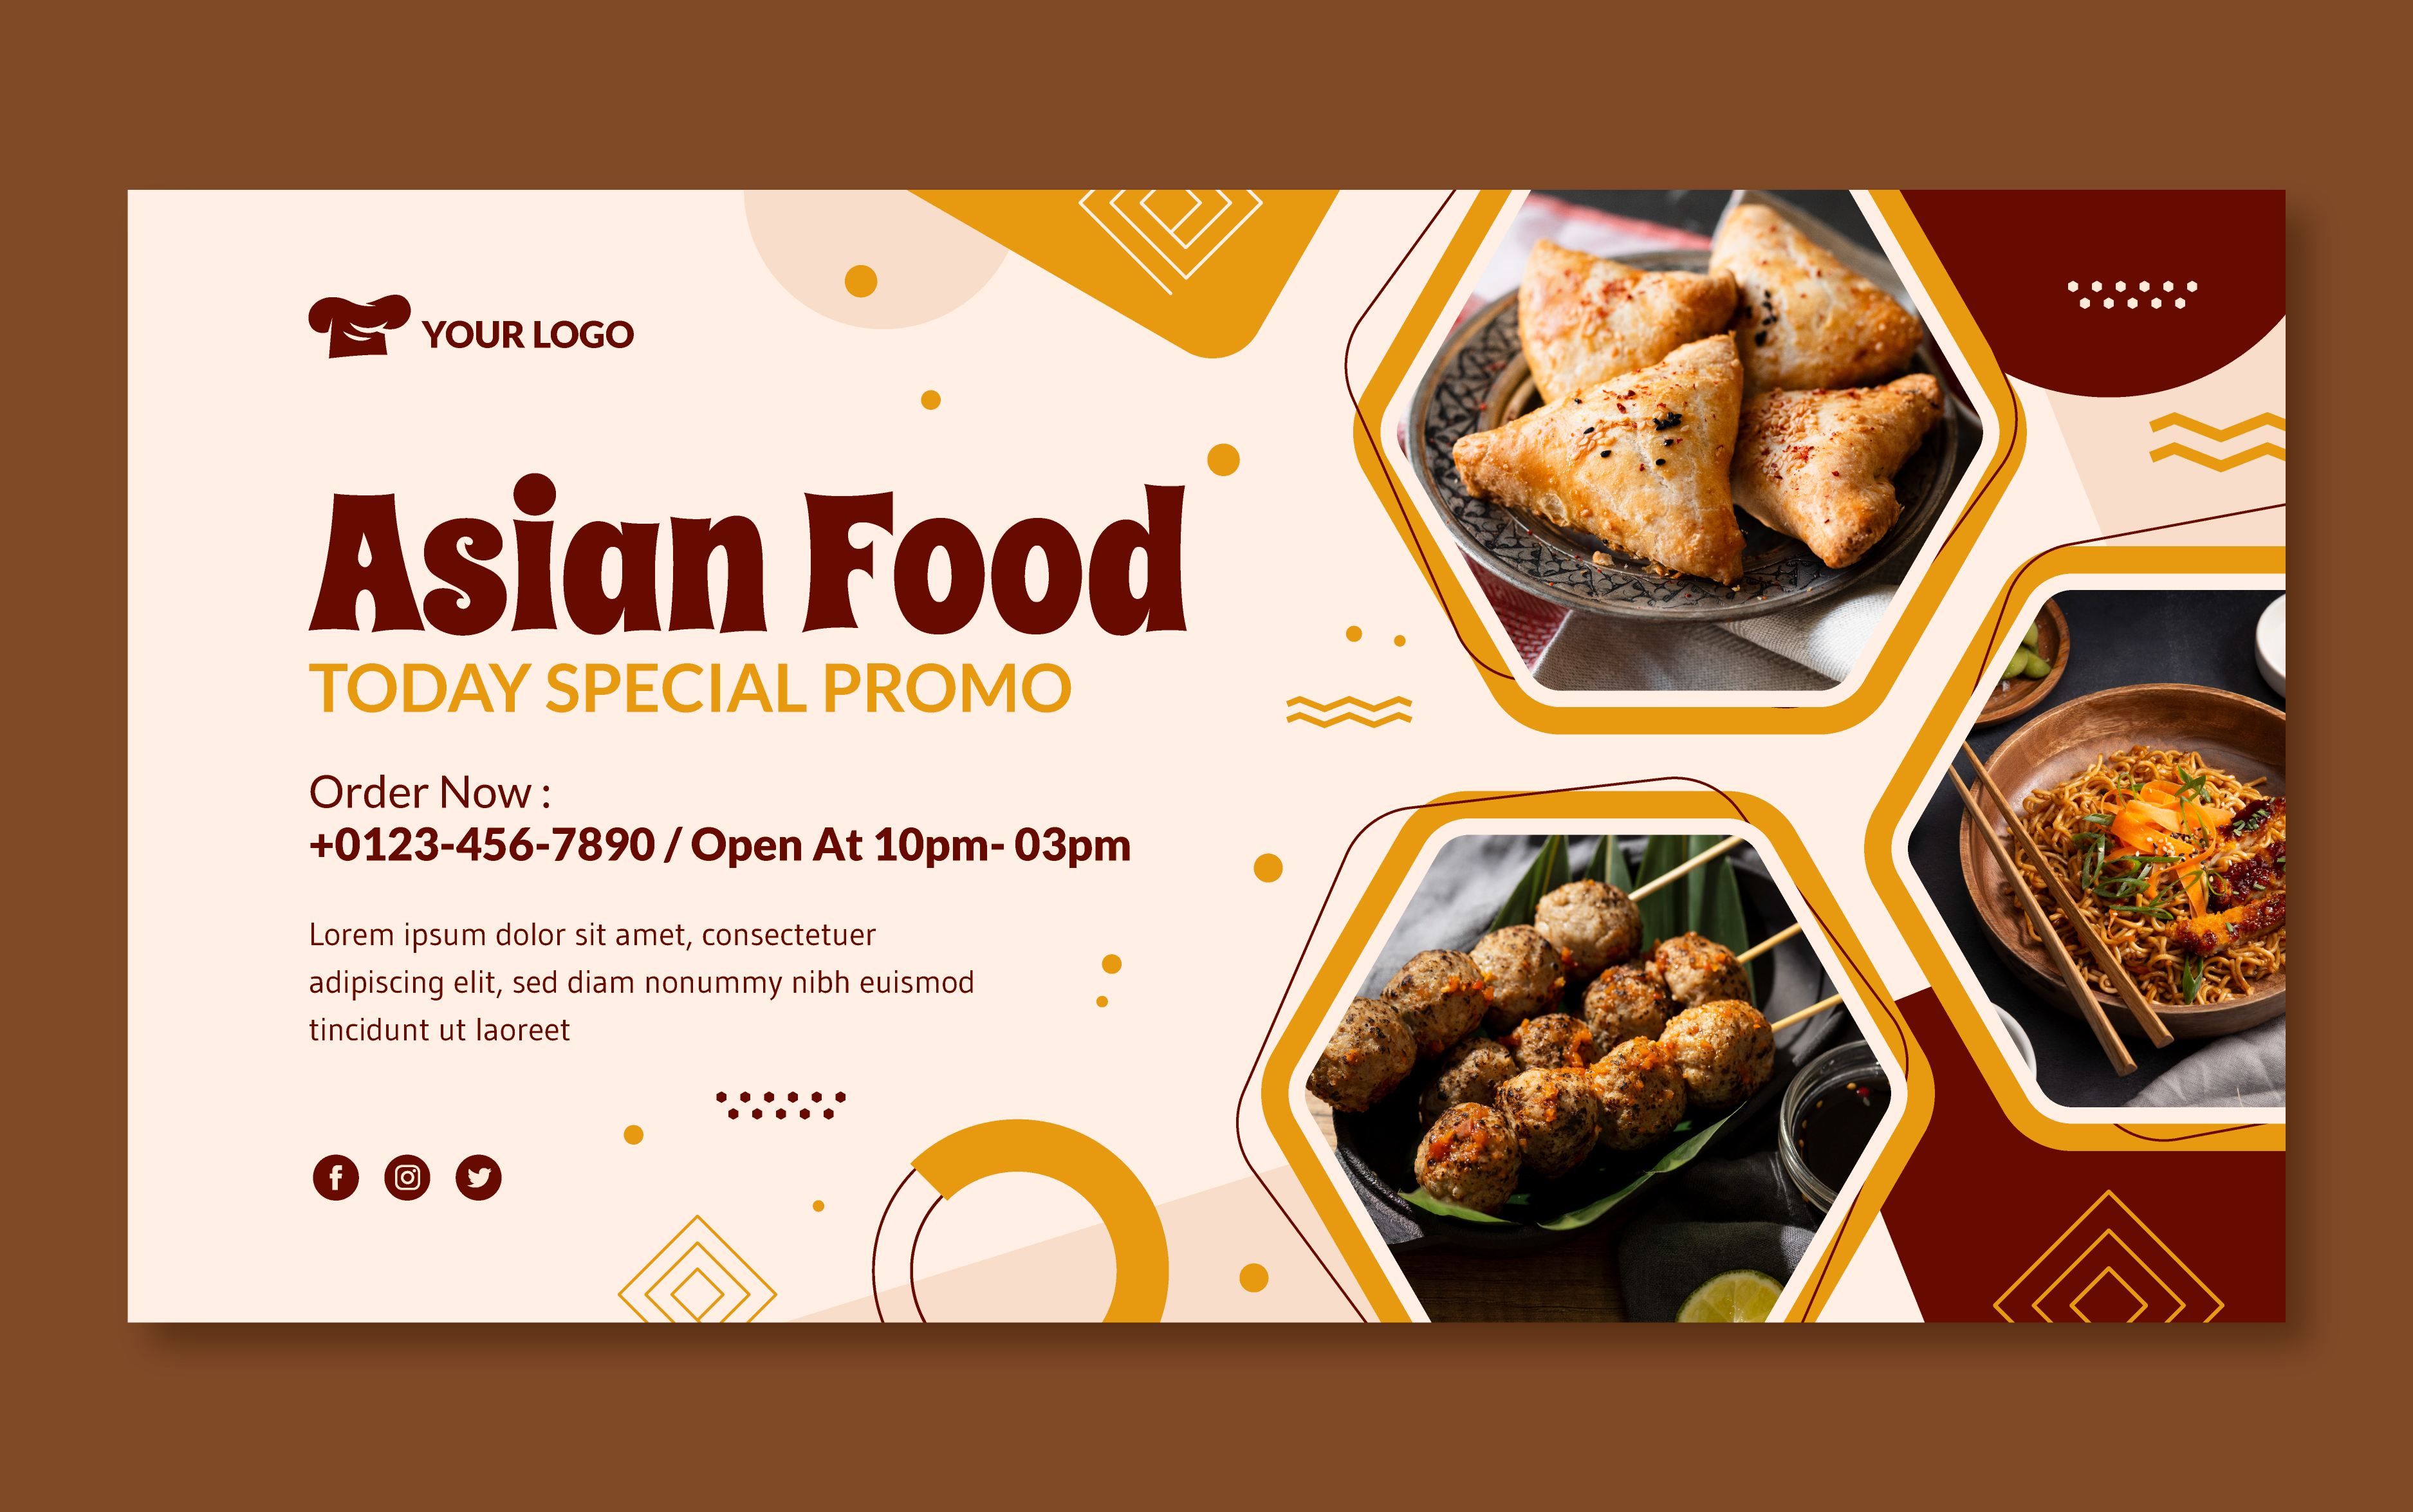 YOUR LOGO
Asian Food
TODAY SPECIAL PROMO
Order Now :
+0123-456-7890 / Open At 10pm- 03pm
Lorem ipsum dolor sit amet, consectetuer
adipiscing elit, sed diam nonummy nibh euismod
tincidunt ut laoreet